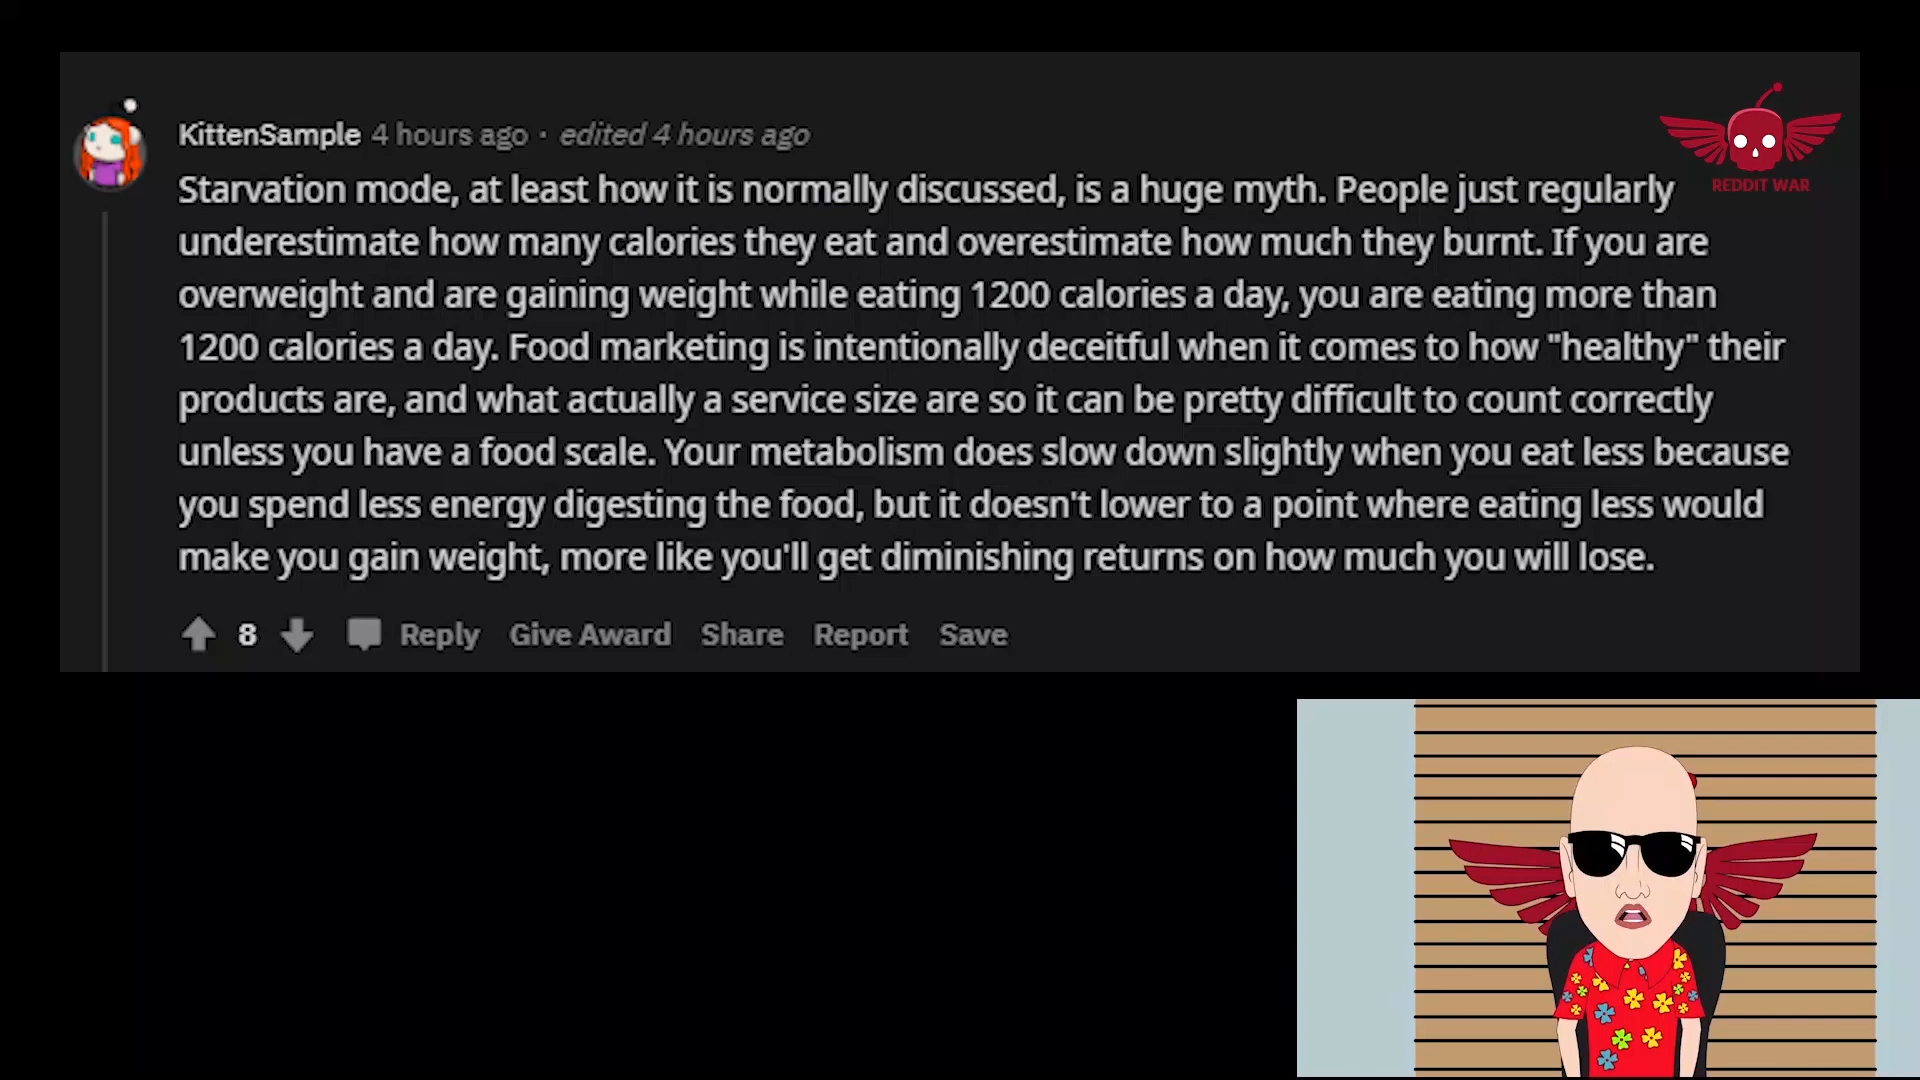 KittenSample 4 hours ago · edited 4 hours ago
REDDIT WAR
Starvation mode, at least how it is normally discussed, is a huge myth. People just regularly
underestimate how many calories they eat and overestimate how much they burnt. If you are
overweight and are gaining weight while eating 1200 calories a day, you are eating more than
1200 calories a day. Food marketing is intentionally deceitful when it comes to how "healthy" their
products are, and what actually a service size are so it can be pretty difficult to count correctly
unless you have a food scale. Your metabolism does slow down slightly when you eat less because
you spend less energy digesting the food, but it doesn't lower to a point where eating less would
make you gain weight, more like you'll get diminishing returns on how much you will lose.
8 Reply Give Award Share Report Save